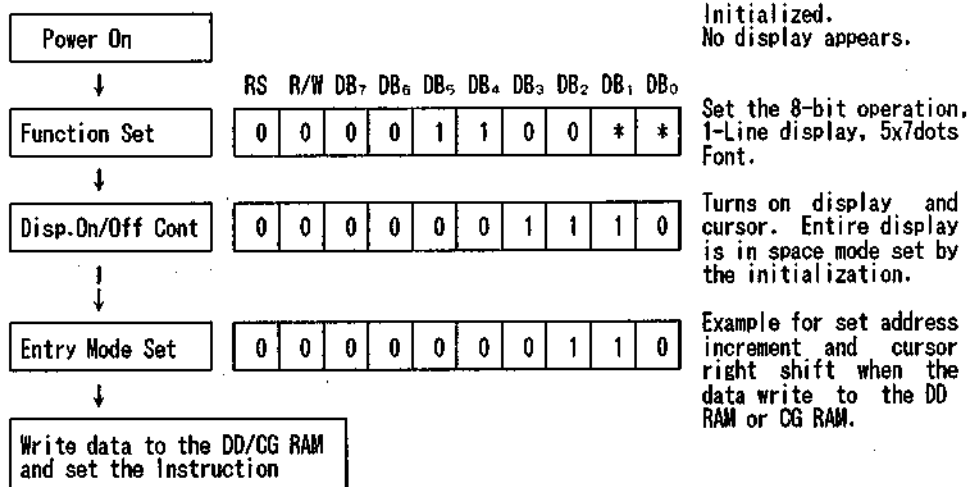 Initialized.
Power On
No display appears.
RS R/W DB₇ DB₆ DB₅ DB₄ DB₃ DB₂ DB₁ DB₀
Function Set
0 0 0 0 1 1 0 0 * *
Set the 8-bit operation,
1-Line display, 5x7dots
Font.
Disp.On/Off Cont
0 0 0 0 0 0 1 1 1 0
Turns on display and
cursor. Entire display
is in space mode set by
the initialization.
Entry Mode Set
0 0 0 0 0 0 0 1 1 0
Example for set address
increment and cursor
right shift when the
data write to the DD
RAM or CG RAM.
Write data to the DD/CG RAM
and set the Instruction